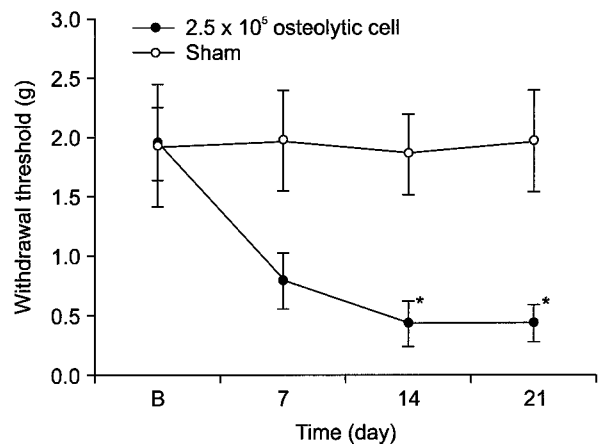 3.0
2.5 x 10⁵ osteolytic cell
Sham
2.5
2.0
1.5
1.0
0.5
0.0
Withdrawal threshold (g)
*
*
B 7 14 21
Time (day)